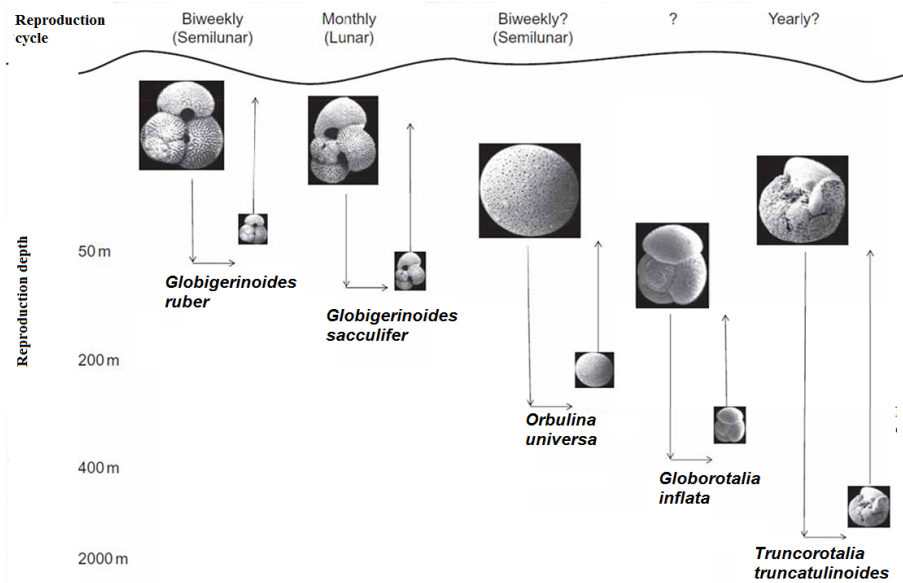 Reproduction
cycle
Biweekly
(Semilunar)
Monthly
(Lunar)
Biweekly?
(Semilunar)
?
Yearly?
Reproduction depth
50 m
200 m
400 m
2000 m
Globigerinoides
ruber
Globigerinoides
sacculifer
Orbulina
universa
Globorotalia
inflata
Truncorotalia
truncatulinoides